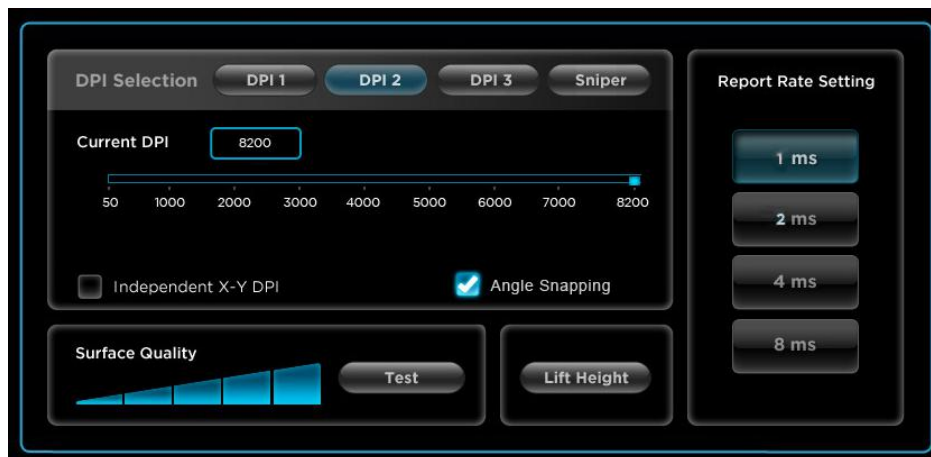 DPI Selection DPI 1 DPI 2 DPI 3 Sniper
Current DPI 8200
50 1000 2000 3000 4000 5000 6000 7000 8200
Independent X-Y DPI Angle Snapping
Surface Quality
Test
Lift Height
Report Rate Setting
1 ms
2 ms
4 ms
8 ms